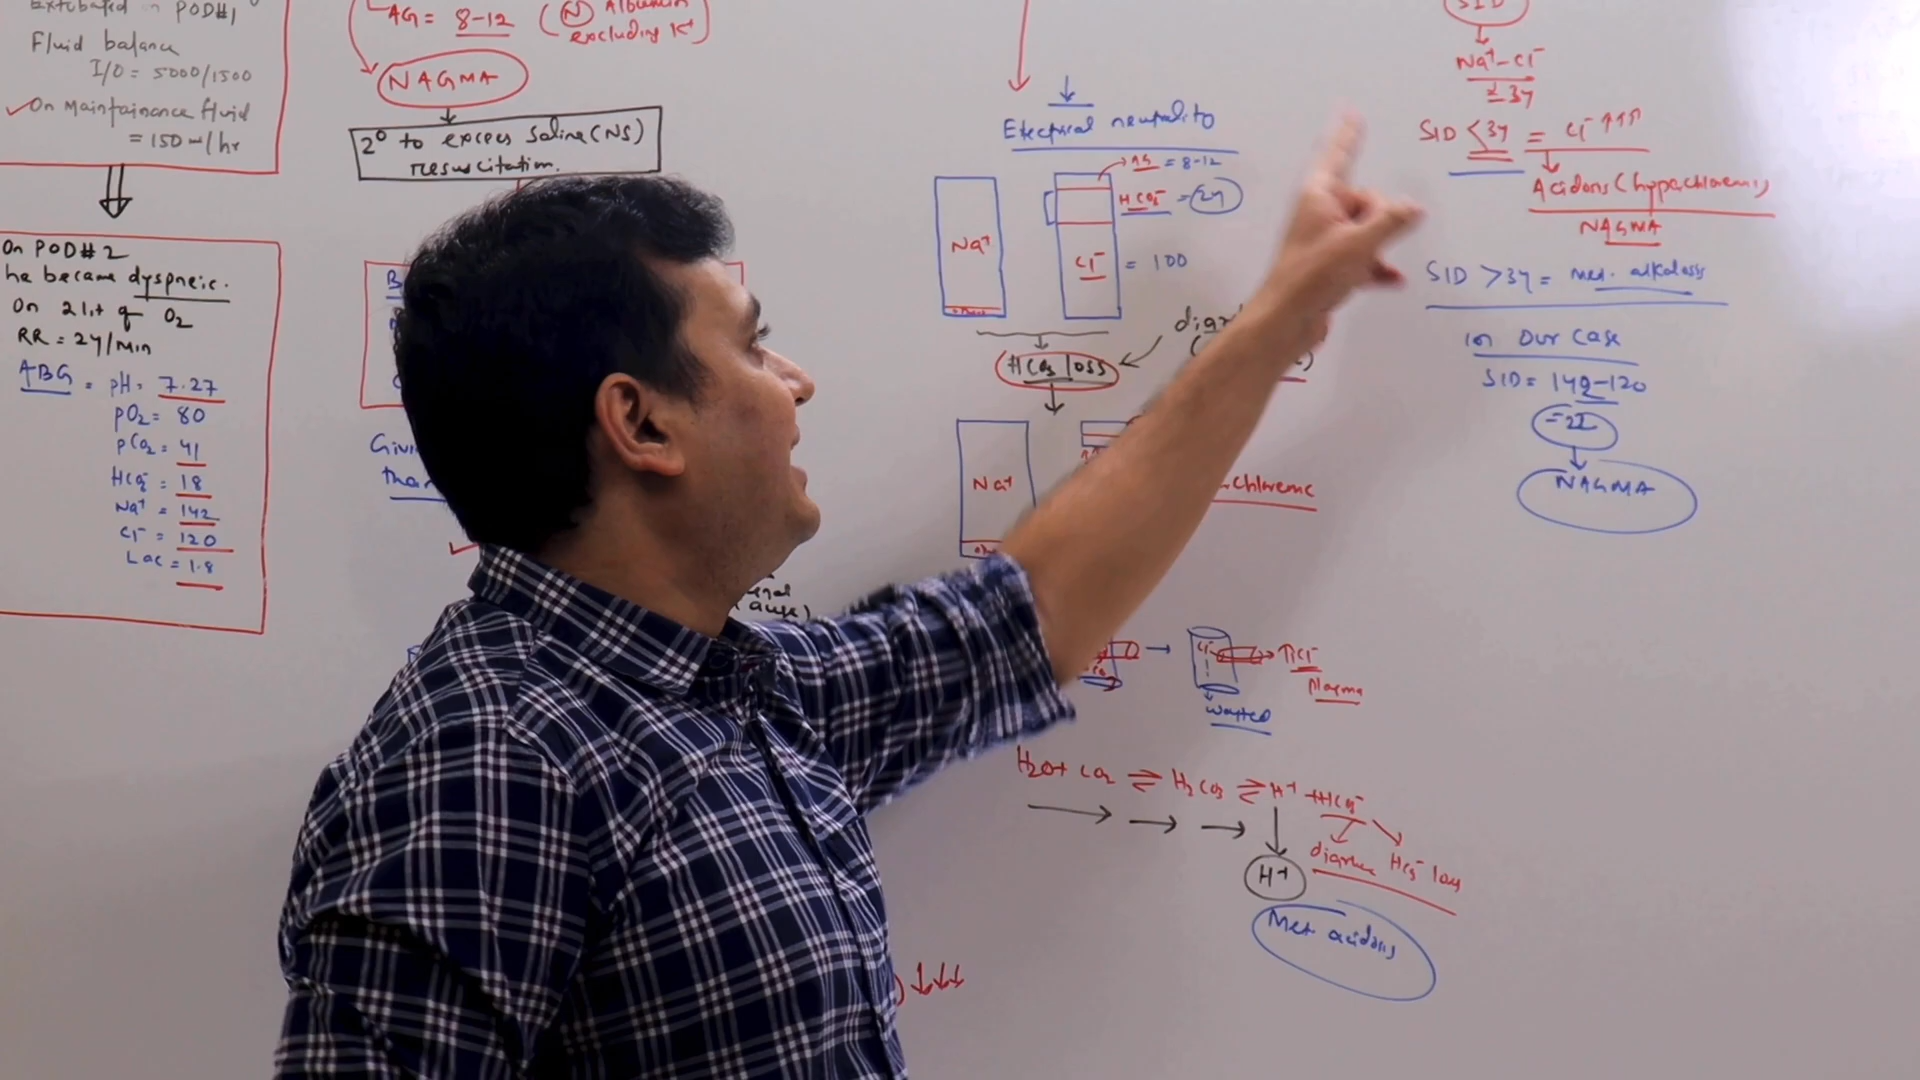 Extubated on POD#1
Fluid balance
I/O = 5000/1500
On Maintainance fluid
= 150 ml/hr
On POD#2
he became dyspneic.
On 2 lit of O2
RR = 24/min
ABG = pH = 7.27
pO2 = 80
pCO2 = 41
HCO3- = 18
Na+ = 142
Cl- = 120
Lac = 1.8
AG = 8-12 (N Albumin
excluding K+)
NAGMA
2° to excess Saline (NS)
resuscitation.
Electrical neutrality
AG = 8-12
HCO3- = 24
Na+
Cl- = 100
HCO3 loss
Na+
Cl-
↑Cl-
plasma
wasted
H2O + CO2 ⇌ H2CO3 ⇌ H+ + HCO3-
H+
HCO3- loss
Met acidosis
↓↓↓
SID
Na+-Cl-
= 34
SID <34 = Cl- ↑↑↑
Acidosis (hyperchloremi)
NAGMA
SID >34 = Met. alkalosis
in Our Case
SID = 142-120
= 22
NAGMA